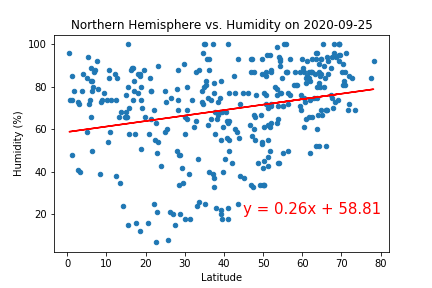 Northern Hemisphere vs. Humidity on 2020-09-25
Humidity (%)
100
80
60
40
20
y = 0.26x + 58.81
0 10 20 30 40 50 60 70 80
Latitude